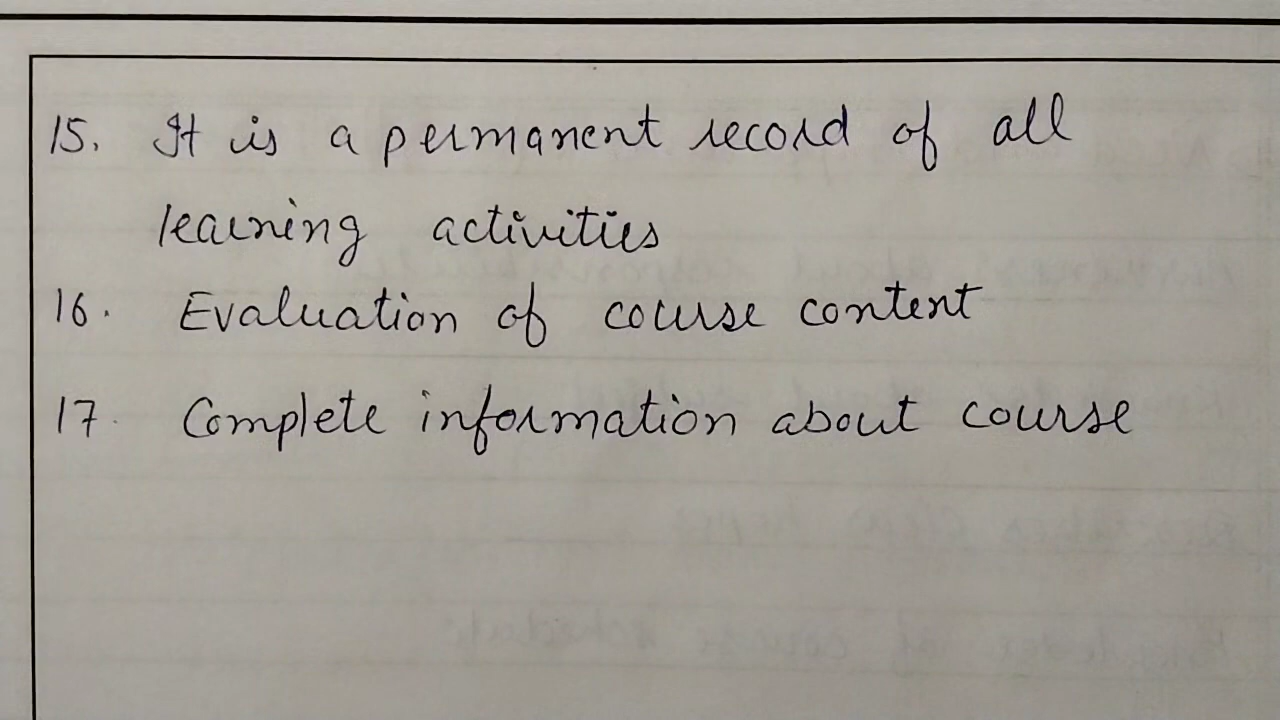 15. It is a permanent record of all
learning activities
16. Evaluation of course content
17. Complete information about course